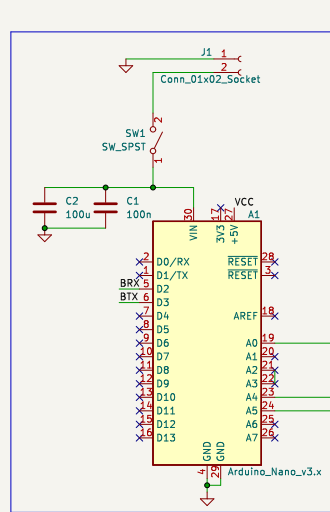 J1
1
2
Conn_01x02_Socket
2
SW1
SW_SPST
1
C2
100u
C1
100n
VCC
30
17
27
A1
VIN
3V3
+5V
2 D0/RX RESET 28
1 D1/TX RESET 3
BRX 5 D2
BTX 6 D3
7 D4 AREF 18
8 D5
9 D6 A0 19
10 D7 A1 20
11 D8 A2 21
12 D9 A3 22
13 D10 A4 23
14 D11 A5 24
15 D12 A6 25
16 D13 A7 26
GND
GND
4
29
Arduino_Nano_v3.x